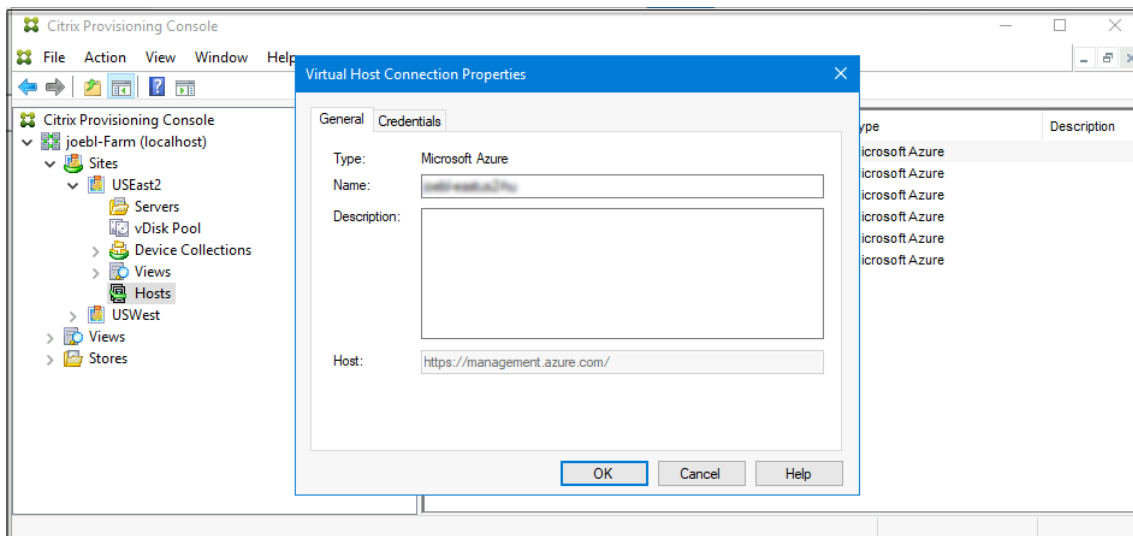 Citrix Provisioning Console
File Action View Window Help
Virtual Host Connection Properties
Citrix Provisioning Console
joebl-Farm (localhost)
Sites
USEast2
Servers
vDisk Pool
Device Collections
Views
Hosts
USWest
Views
Stores
General Credentials
Type: Microsoft Azure
Name:
Description:
Host: https://management.azure.com/
OK Cancel Help
ype Description
icrosoft Azure
icrosoft Azure
icrosoft Azure
icrosoft Azure
icrosoft Azure
icrosoft Azure